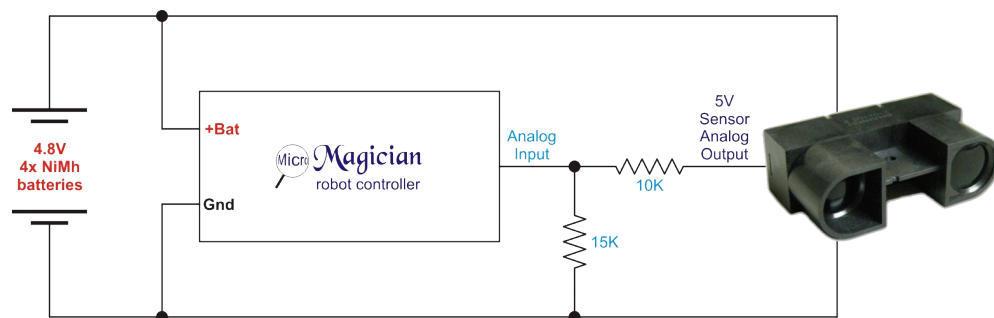 4.8V
4x NiMh
batteries
+Bat
Gnd
Micro Magician
robot controller
Analog
Input
5V
Sensor
Analog
Output
10K
15K